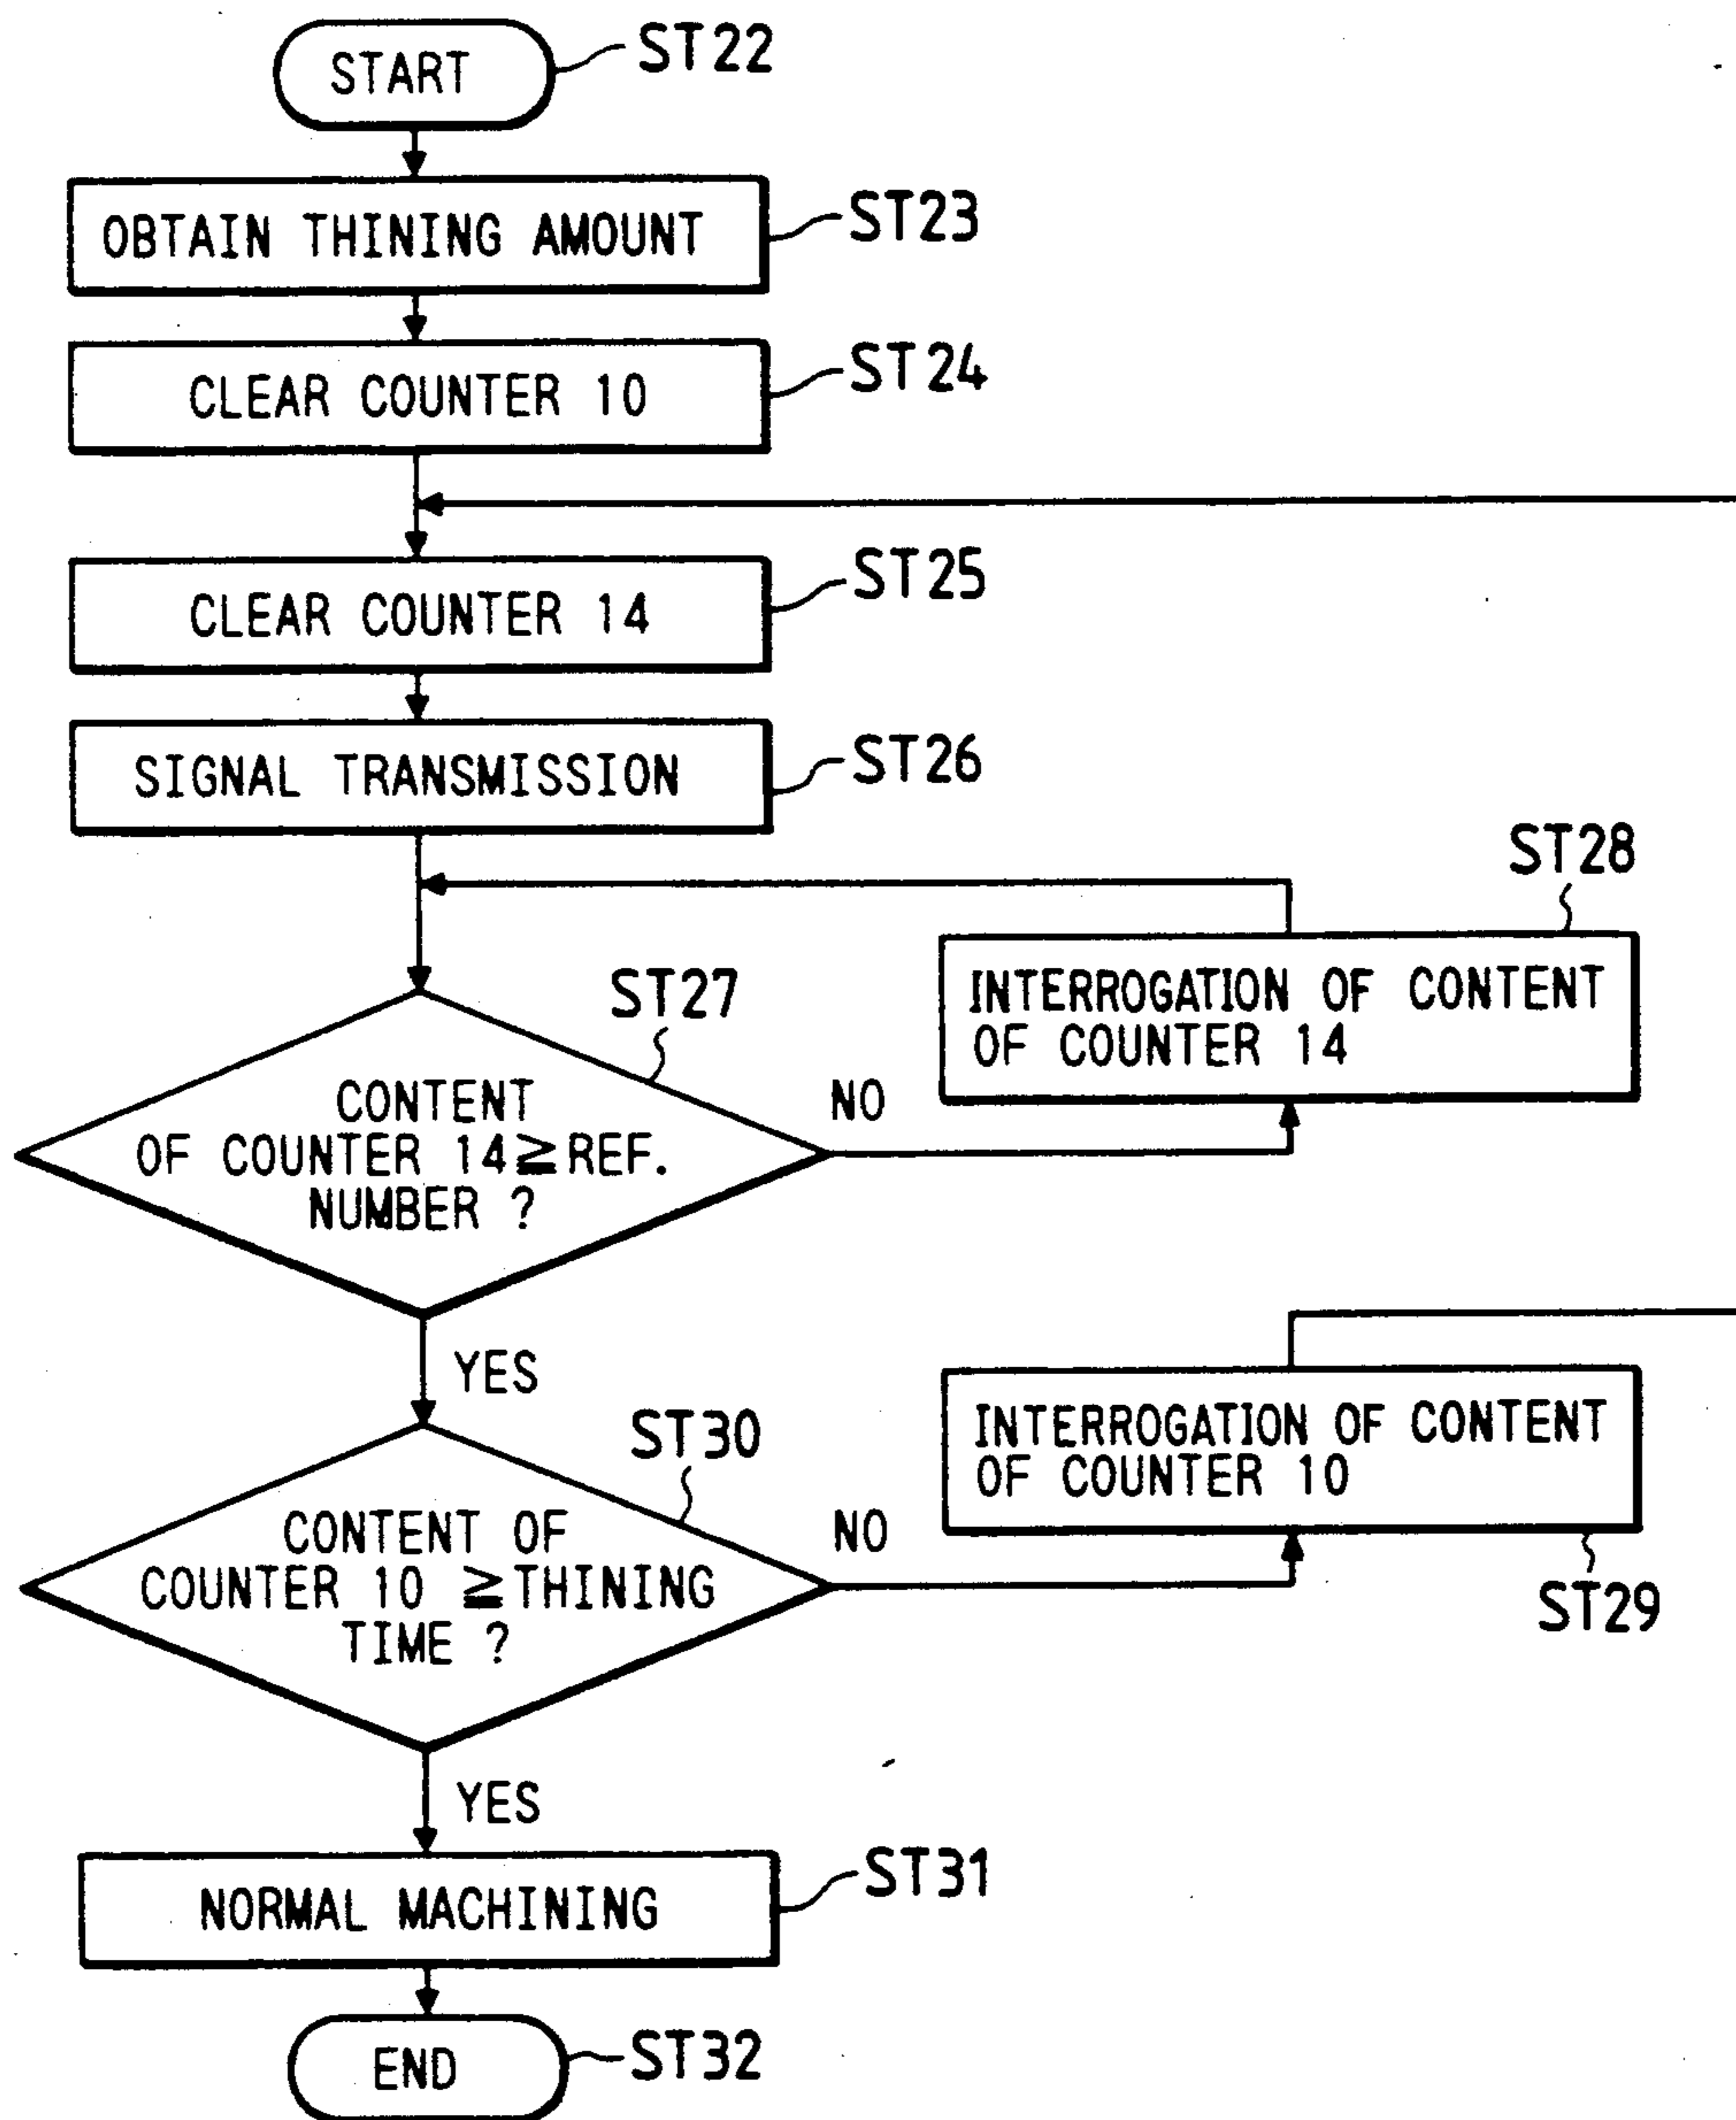 START
ST22
OBTAIN THINING AMOUNT
ST23
CLEAR COUNTER 10
ST24
CLEAR COUNTER 14
ST25
SIGNAL TRANSMISSION
ST26
ST28
INTERROGATION OF CONTENT
OF COUNTER 14
ST27
CONTENT
OF COUNTER 14≧REF.
NUMBER ?
NO
YES
INTERROGATION OF CONTENT
OF COUNTER 10
ST29
ST30
CONTENT OF
COUNTER 10 ≧THINING
TIME ?
NO
YES
NORMAL MACHINING
ST31
END
ST32